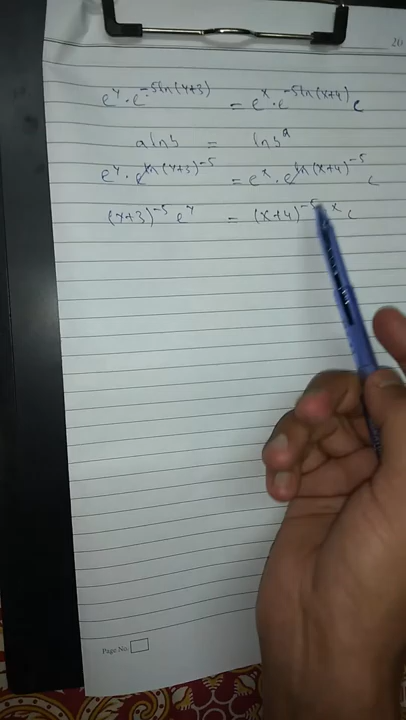 20
e^y · e^{-5ln(y+3)} = e^x · e^{-5ln(x+4)} c
a ln b = ln b^a
e^y · e^{ln(y+3)^{-5}} = e^x · e^{ln(x+4)^{-5}} c
(y+3)^{-5} e^y = (x+4)^{-5} x c
Page No.